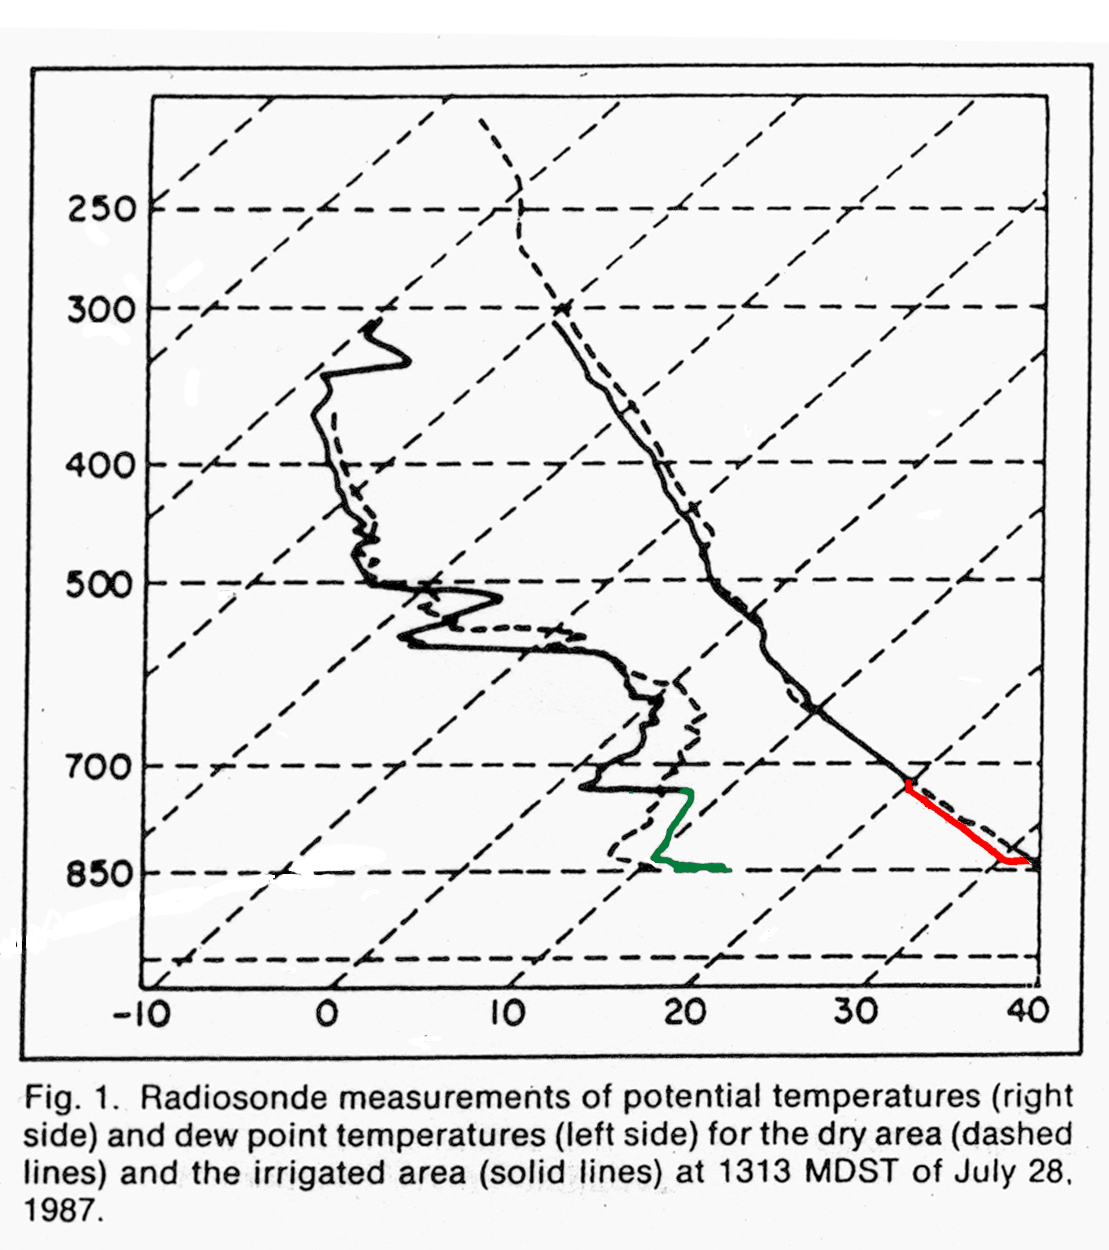 250
300
400
500
700
850
-10 0 10 20 30 40
Fig. 1. Radiosonde measurements of potential temperatures (right
side) and dew point temperatures (left side) for the dry area (dashed
lines) and the irrigated area (solid lines) at 1313 MDST of July 28,
1987.